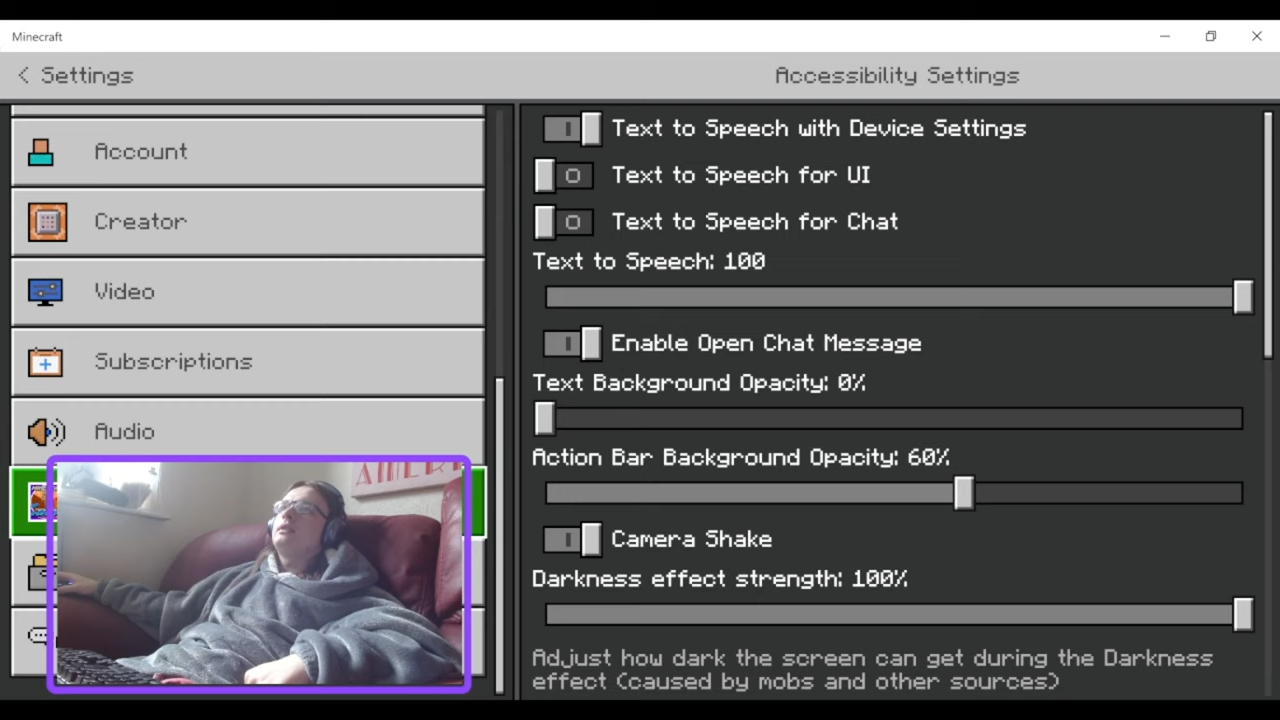 Minecraft
Settings
Accessibility Settings
Account
Creator
Video
Subscriptions
Audio
Text to Speech with Device Settings
Text to Speech for UI
Text to Speech for Chat
Text to Speech: 100
Enable Open Chat Message
Text Background Opacity: 0%
Action Bar Background Opacity: 60%
Camera Shake
Darkness effect strength: 100%
Adjust how dark the screen can get during the Darkness
effect (caused by mobs and other sources)